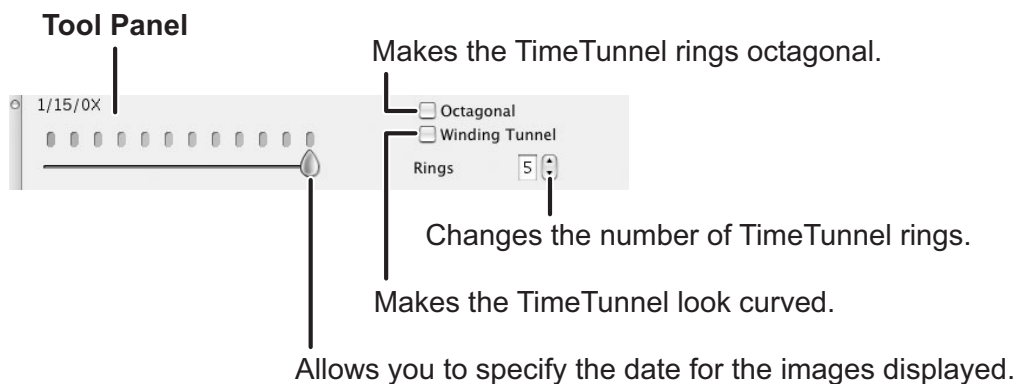 Tool Panel
Makes the TimeTunnel rings octagonal.
1/15/0X
Octagonal
Winding Tunnel
Rings 5
Changes the number of TimeTunnel rings.
Makes the TimeTunnel look curved.
Allows you to specify the date for the images displayed.